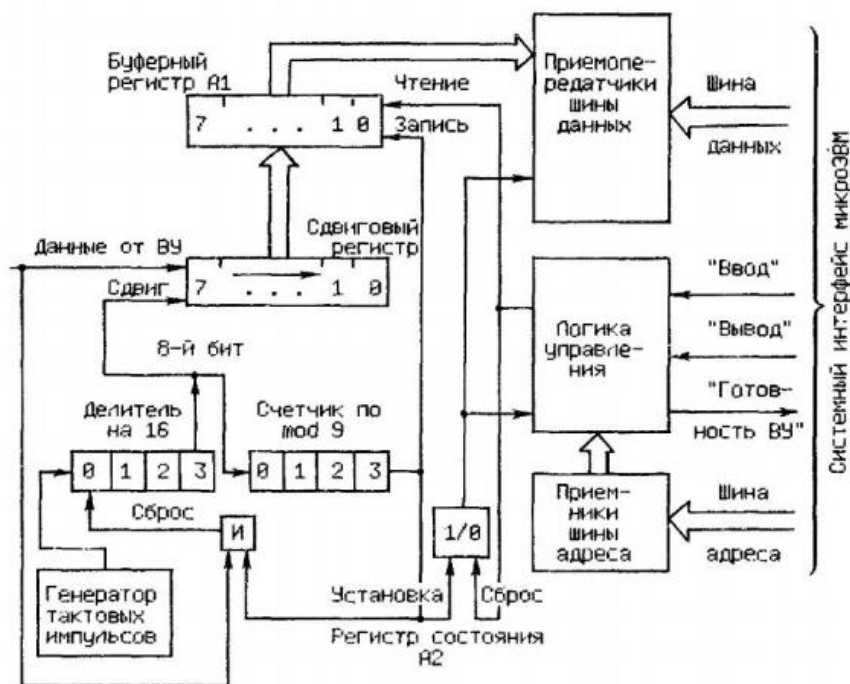 Буферный
регистр А1
Чтение
Запись
7 . . . 1 0
Приемопе-
редатчики
шины
данных
Шина
данных
Данные от ВУ
Сдвиговый
регистр
Сдвиг
7 . . . 1 0
8-й бит
Делитель
на 16
Счетчик по
mod 9
0 1 2 3
0 1 2 3
Сброс
И
Генератор
тактовых
импульсов
Установка
1/0
Сброс
Регистр состояния
А2
Логика
управле-
ния
"Ввод"
"Вывод"
"Готов-
ность ВУ"
Прием-
ники
шины
адреса
Шина
адреса
Системный интерфейс микроЭВМ